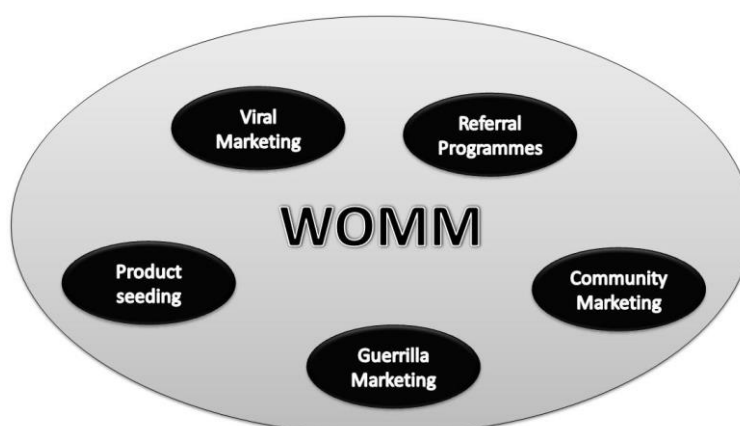 Viral
Marketing
Referral
Programmes
WOMM
Product
seeding
Community
Marketing
Guerrilla
Marketing